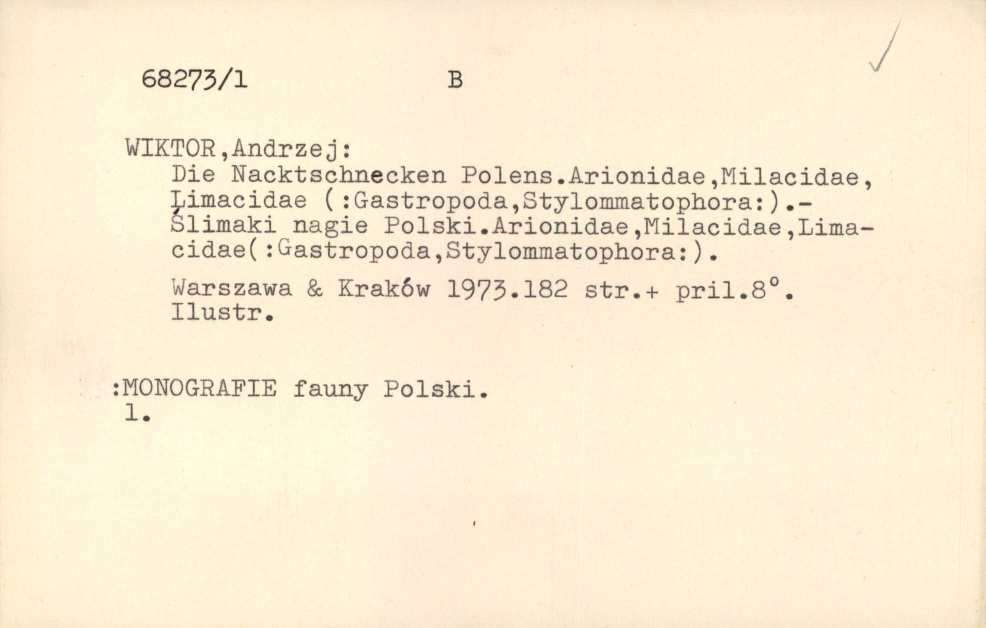 68273/1 B
WIKTOR,Andrzej:
Die Nacktschnecken Polens.Arionidae,Milacidae,
Limacidae (:Gastropoda,Stylommatophora:).-
Ślimaki nagie Polski.Arionidae,Milacidae,Lima-
cidae(:Gastropoda,Stylommatophora:).
Warszawa & Kraków 1973.182 str.+ pril.8°.
Ilustr.
:MONOGRAFIE fauny Polski.
1.